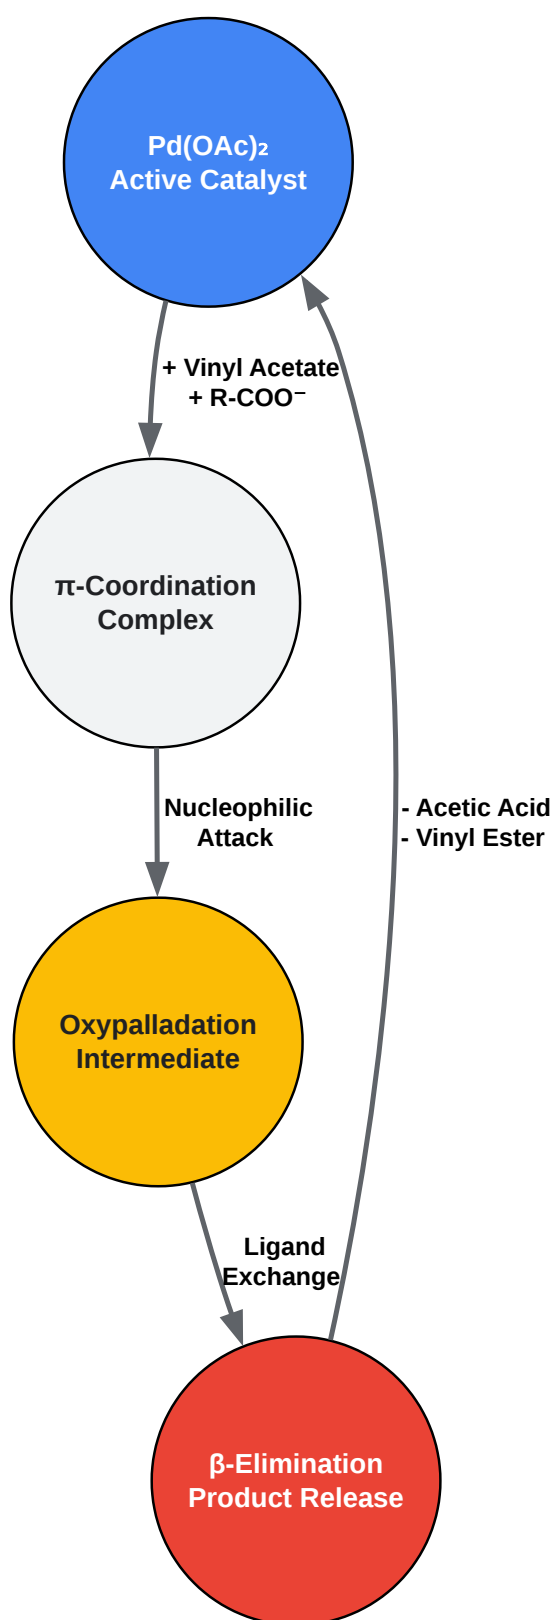 Pd(OAc)₂
Active Catalyst
+ Vinyl Acetate
+ R-COO⁻
π-Coordination
Complex
Nucleophilic
Attack
- Acetic Acid
- Vinyl Ester
Oxypalladation
Intermediate
Ligand
Exchange
β-Elimination
Product Release